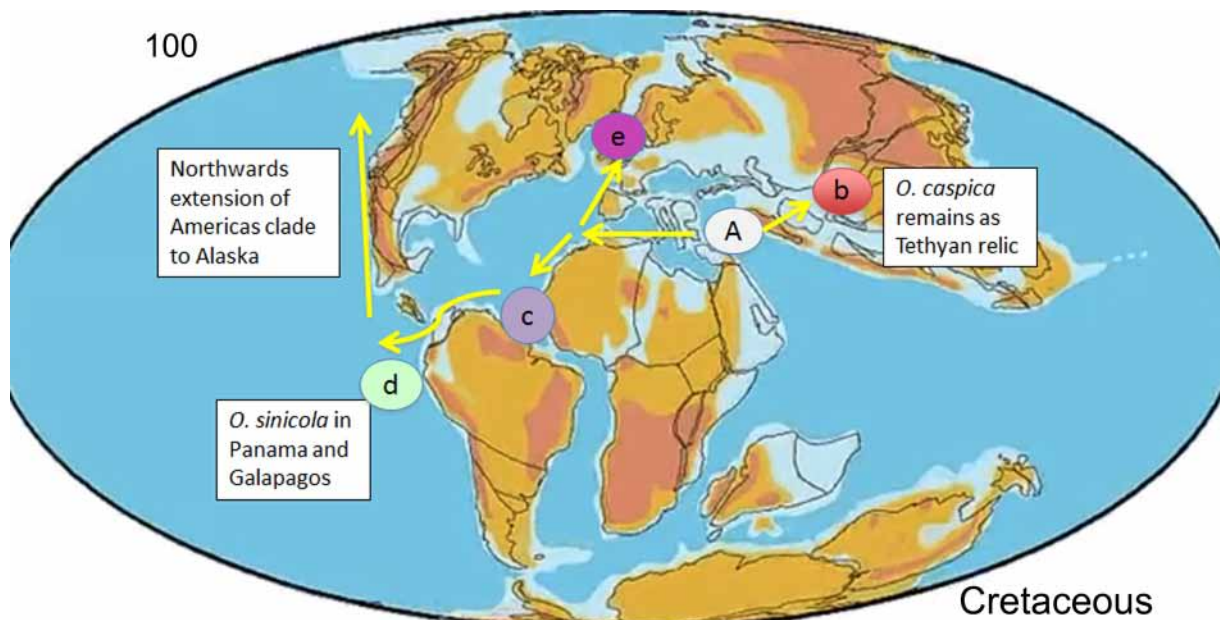 100
Northwards
extension of
Americas clade
to Alaska
e
b
O. caspica
remains as
Tethyan relic
A
c
d
O. sinicola in
Panama and
Galapagos
Cretaceous